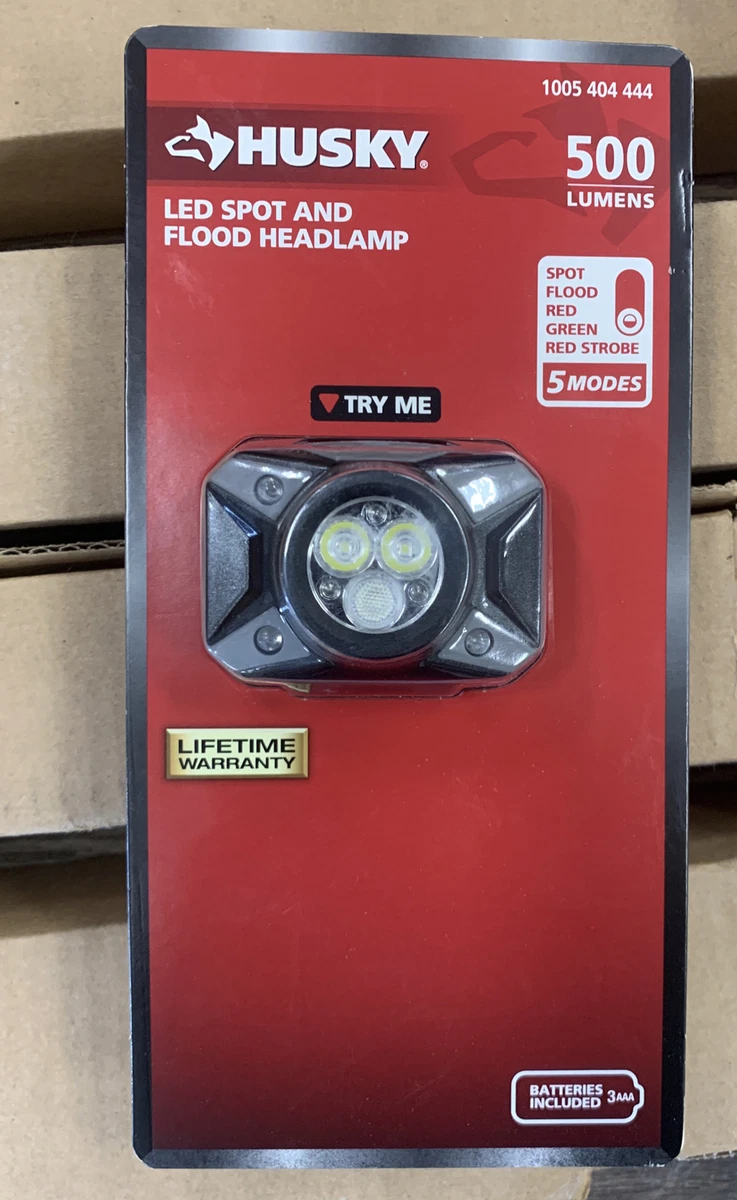 1005 404 444
HUSKY®
500
LUMENS
LED SPOT AND
FLOOD HEADLAMP
SPOT
FLOOD
RED
GREEN
RED STROBE
5 MODES
TRY ME
LIFETIME
WARRANTY
BATTERIES
INCLUDED
3AAA